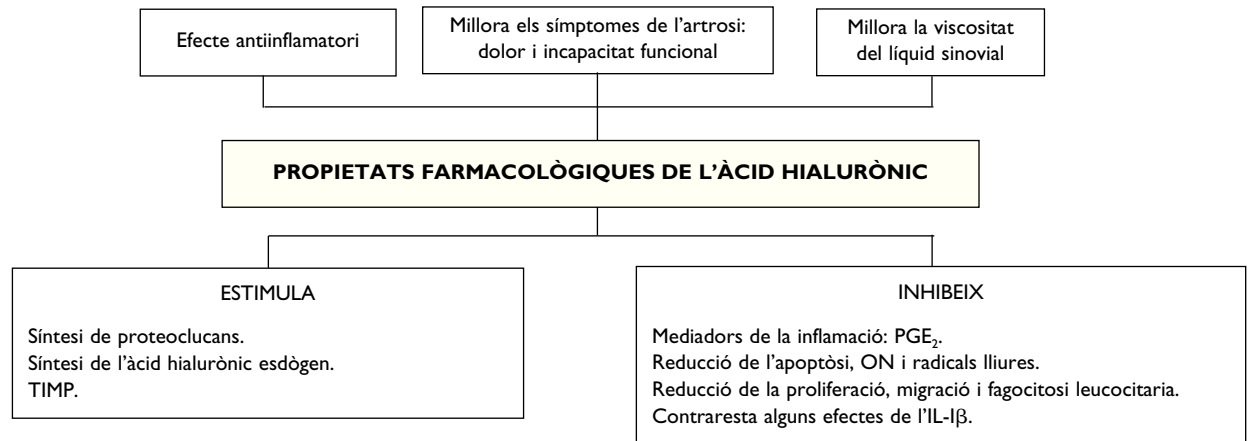 Efecte antiinflamatori
Millora els símptomes de l’artrosi:
dolor i incapacitat funcional
Millora la viscositat
del líquid sinovial
PROPIETATS FARMACOLÒGIQUES DE L’ÀCID HIALURÒNIC
ESTIMULA
Síntesi de proteoclucans.
Síntesi de l’àcid hialurònic esdògen.
TIMP.
INHIBEIX
Mediadors de la inflamació: PGE₂.
Reducció de l’apoptòsi, ON i radicals lliures.
Reducció de la proliferació, migració i fagocitosi leucocitaria.
Contraresta alguns efectes de l’IL-Iβ.